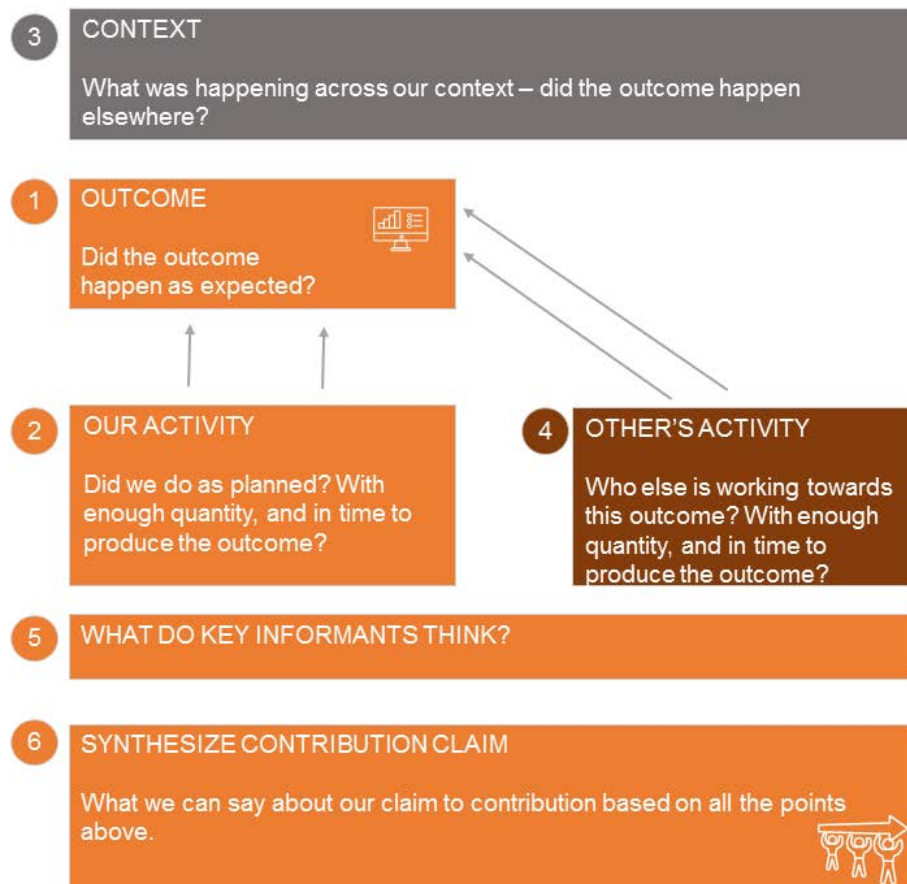 3
CONTEXT
What was happening across our context – did the outcome happen
elsewhere?
1
OUTCOME
Did the outcome
happen as expected?
2
OUR ACTIVITY
Did we do as planned? With
enough quantity, and in time to
produce the outcome?
4
OTHER'S ACTIVITY
Who else is working towards
this outcome? With enough
quantity, and in time to
produce the outcome?
5
WHAT DO KEY INFORMANTS THINK?
6
SYNTHESIZE CONTRIBUTION CLAIM
What we can say about our claim to contribution based on all the points
above.